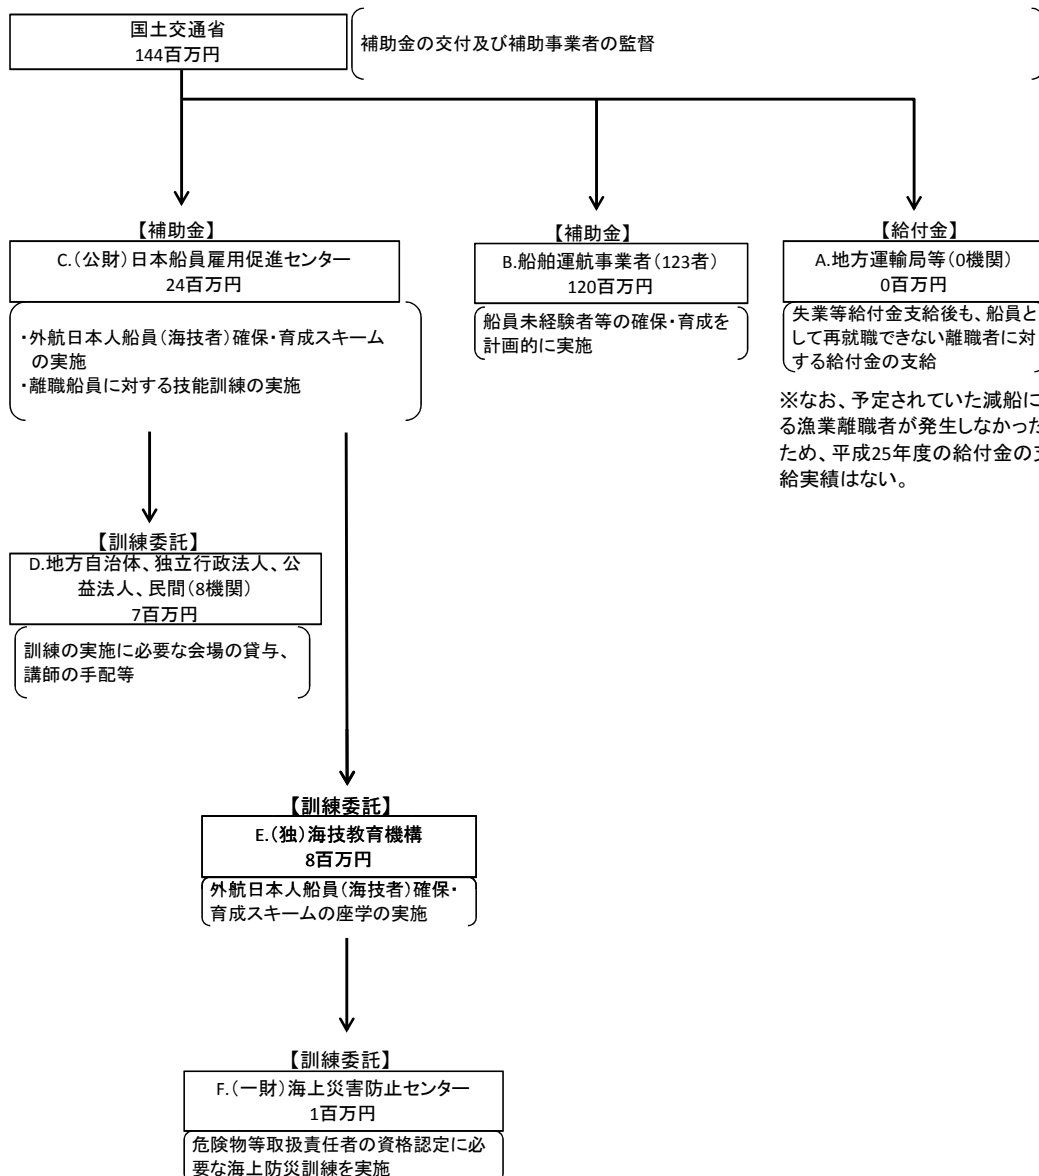 国土交通省
144百万円
補助金の交付及び補助事業者の監督
【補助金】
C.（公財）日本船員雇用促進センター
24百万円
・外航日本人船員（海技者）確保・育成スキーム
の実施
・離職船員に対する技能訓練の実施
【補助金】
B.船舶運航事業者（123者）
120百万円
船員未経験者等の確保・育成を
計画的に実施
【給付金】
A.地方運輸局等（0機関）
0百万円
失業等給付金支給後も、船員と
して再就職できない離職者に対
する給付金の支給
※なお、予定されていた減船に
る漁業離職者が発生しなかった
ため、平成25年度の給付金の支
給実績はない。
【訓練委託】
D.地方自治体、独立行政法人、公
益法人、民間（8機関）
7百万円
訓練の実施に必要な会場の貸与、
講師の手配等
【訓練委託】
E.（独）海技教育機構
8百万円
外航日本人船員（海技者）確保・
育成スキームの座学の実施
【訓練委託】
F.（一財）海上災害防止センター
1百万円
危険物等取扱責任者の資格認定に必
要な海上防災訓練を実施